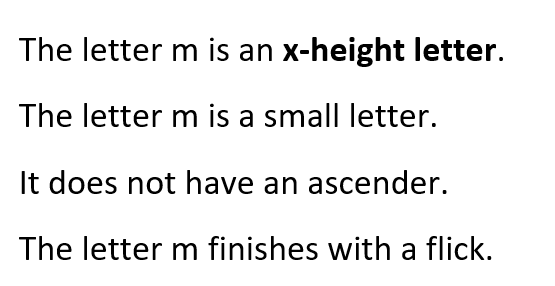 The letter m is an x-height letter.
The letter m is a small letter.
It does not have an ascender.
The letter m finishes with a flick.